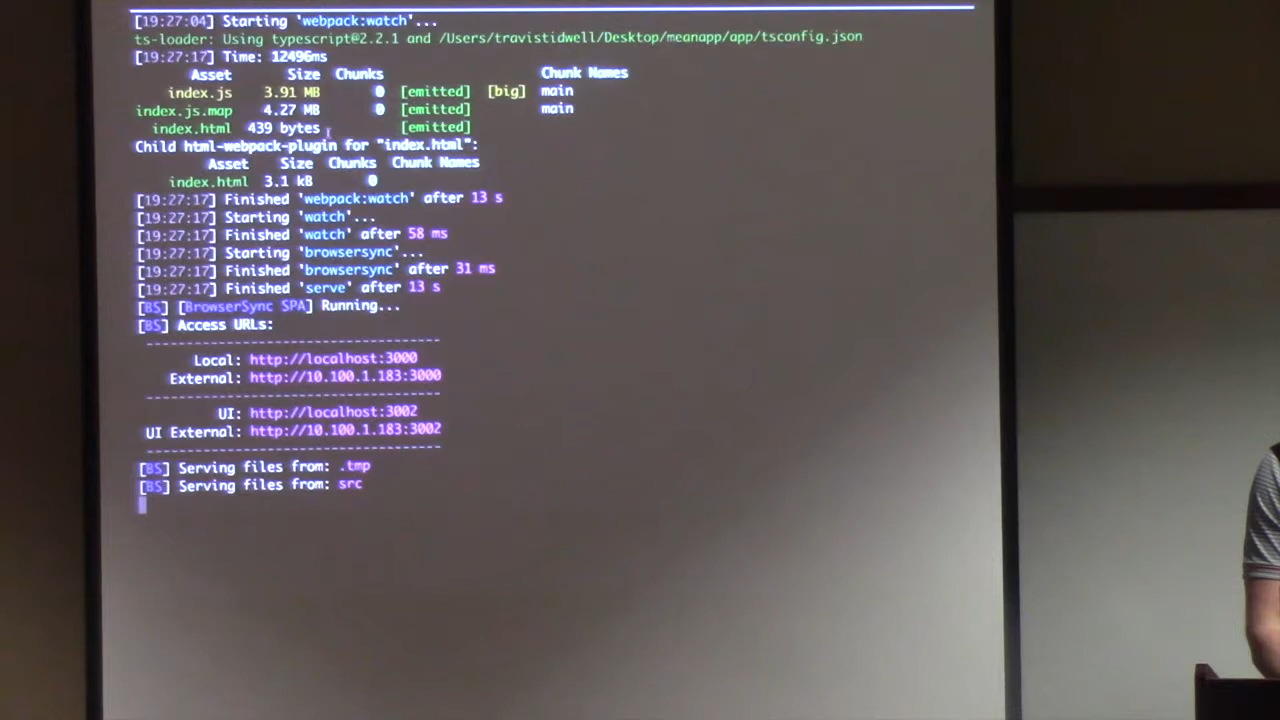 [19:27:04] Starting 'webpack:watch'...
ts-loader: Using typescript@2.2.1 and /Users/travistidwell/Desktop/meanapp/app/tsconfig.json
[19:27:17] Time: 12496ms
Asset Size Chunks Chunk Names
index.js 3.91 MB 0 [emitted] [big] main
index.js.map 4.27 MB 0 [emitted] main
index.html 439 bytes [emitted]
Child html-webpack-plugin for "index.html":
Asset Size Chunks Chunk Names
index.html 3.1 kB 0
[19:27:17] Finished 'webpack:watch' after 13 s
[19:27:17] Starting 'watch'...
[19:27:17] Finished 'watch' after 58 ms
[19:27:17] Starting 'browsersync'...
[19:27:17] Finished 'browsersync' after 31 ms
[19:27:17] Finished 'serve' after 13 s
[BS] [BrowserSync SPA] Running...
[BS] Access URLs:
--------------------------------------
Local: http://localhost:3000
External: http://10.100.1.183:3000
--------------------------------------
UI: http://localhost:3002
UI External: http://10.100.1.183:3002
--------------------------------------
[BS] Serving files from: .tmp
[BS] Serving files from: src